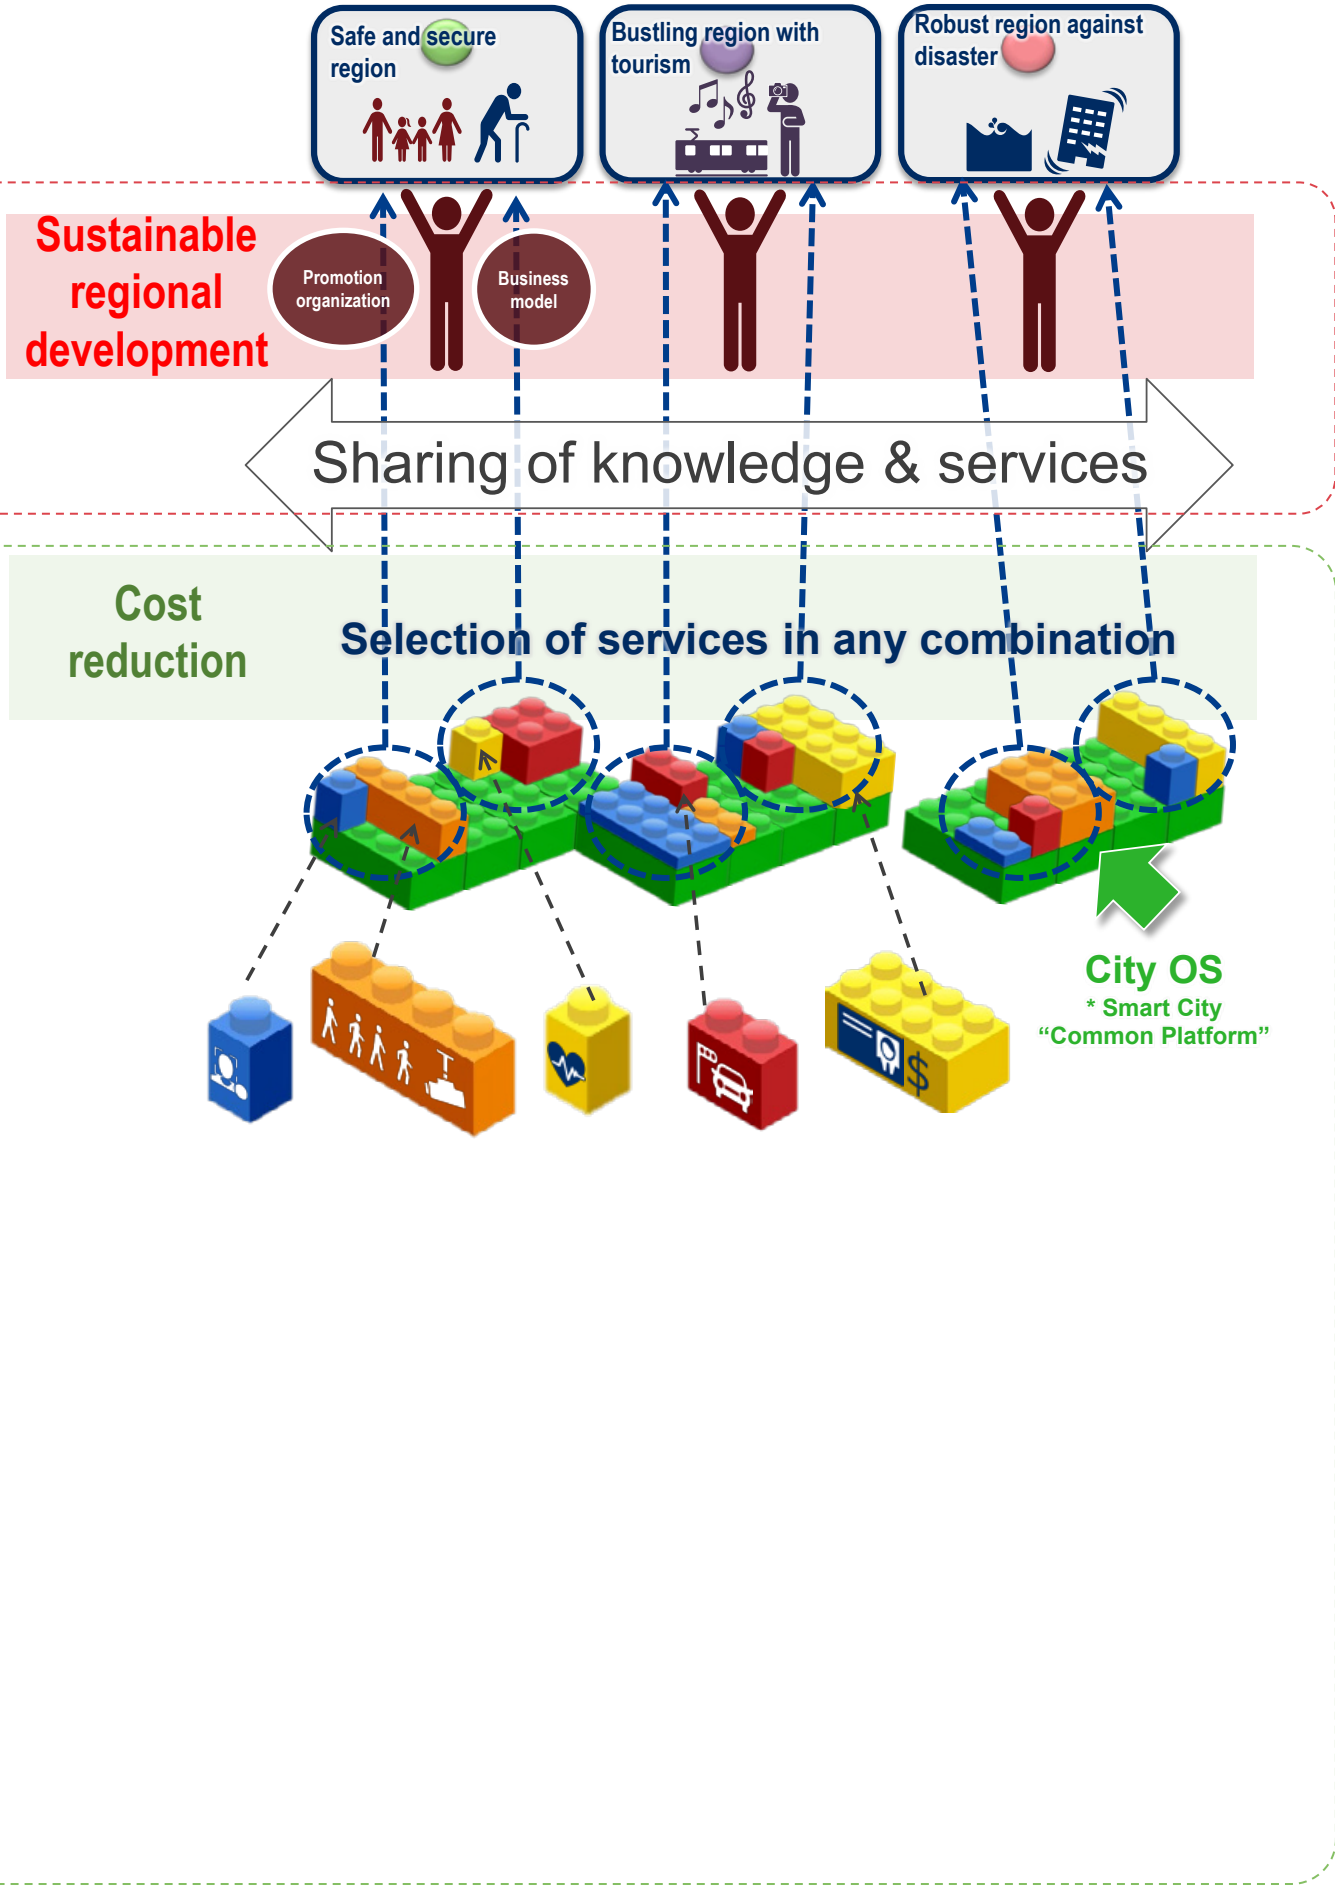 Safe and secure
region
Bustling region with
tourism
Robust region against
disaster
Sustainable
regional
development
Promotion
organization
Business
model
Sharing of knowledge & services
Cost
reduction
Selection of services in any combination
$
City OS
* Smart City
“Common Platform”